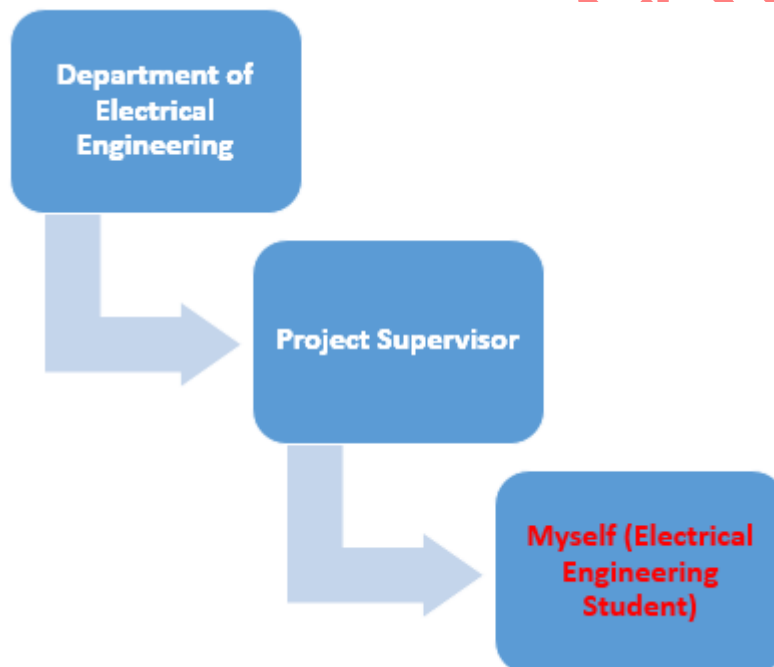 Department of
Electrical
Engineering
Project Supervisor
Myself (Electrical
Engineering
Student)